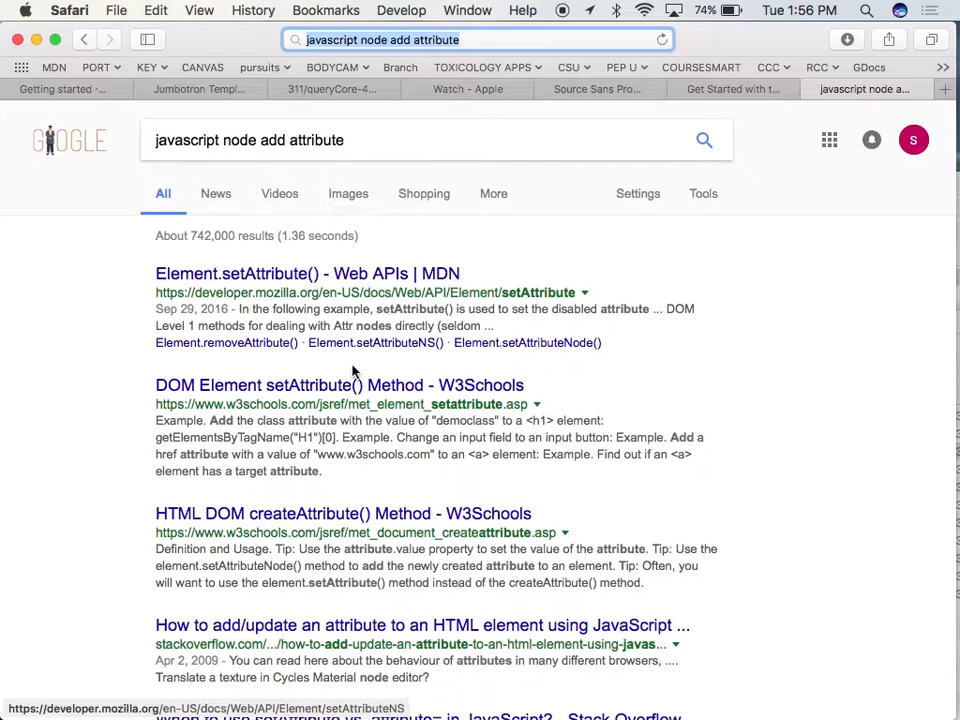 Safari File Edit View History Bookmarks Develop Window Help 74% Tue 1:56 PM
javascript node add attribute
MDN PORT KEY CANVAS pursuits BODYCAM Branch TOXICOLOGY APPS CSU PEP U COURSESMART CCC RCC GDocs
Getting started -... Jumbotron Templ... 311/queryCore-4... Watch - Apple Source Sans Pro... Get Started with t... javascript node a...
GOOGLE javascript node add attribute S
All News Videos Images Shopping More Settings Tools
About 742,000 results (1.36 seconds)
Element.setAttribute() - Web APIs | MDN
https://developer.mozilla.org/en-US/docs/Web/API/Element/setAttribute
Sep 29, 2016 - In the following example, setAttribute() is used to set the disabled attribute ... DOM
Level 1 methods for dealing with Attr nodes directly (seldom ...
Element.removeAttribute() · Element.setAttributeNS() · Element.setAttributeNode()
DOM Element setAttribute() Method - W3Schools
https://www.w3schools.com/jsref/met_element_setattribute.asp
Example. Add the class attribute with the value of "democlass" to a <h1> element:
getElementsByTagName("H1")[0]. Example. Change an input field to an input button: Example. Add a
href attribute with a value of "www.w3schools.com" to an <a> element: Example. Find out if an <a>
element has a target attribute.
HTML DOM createAttribute() Method - W3Schools
https://www.w3schools.com/jsref/met_document_createattribute.asp
Definition and Usage. Tip: Use the attribute.value property to set the value of the attribute. Tip: Use the
element.setAttributeNode() method to add the newly created attribute to an element. Tip: Often, you
will want to use the element.setAttribute() method instead of the createAttribute() method.
How to add/update an attribute to an HTML element using JavaScript ...
stackoverflow.com/.../how-to-add-update-an-attribute-to-an-html-element-using-javas...
Apr 2, 2009 - You can read here about the behaviour of attributes in many different browsers, ....
Translate a texture in Cycles Material node editor?
https://developer.mozilla.org/en-US/docs/Web/API/Element/setAttributeNS
When to use setAttribute vs .attribute= in JavaScript? - Stack Overflow